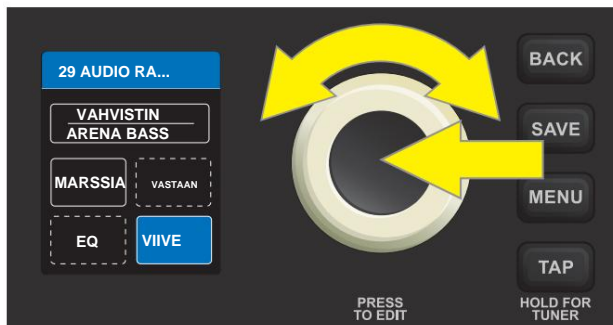 29 AUDIO RA...
VAHVISTIN
ARENA BASS
MARSSIA
VASTAAN
EQ
VIIVE
BACK
SAVE
MENU
TAP
PRESS
TO EDIT
HOLD FOR
TUNER